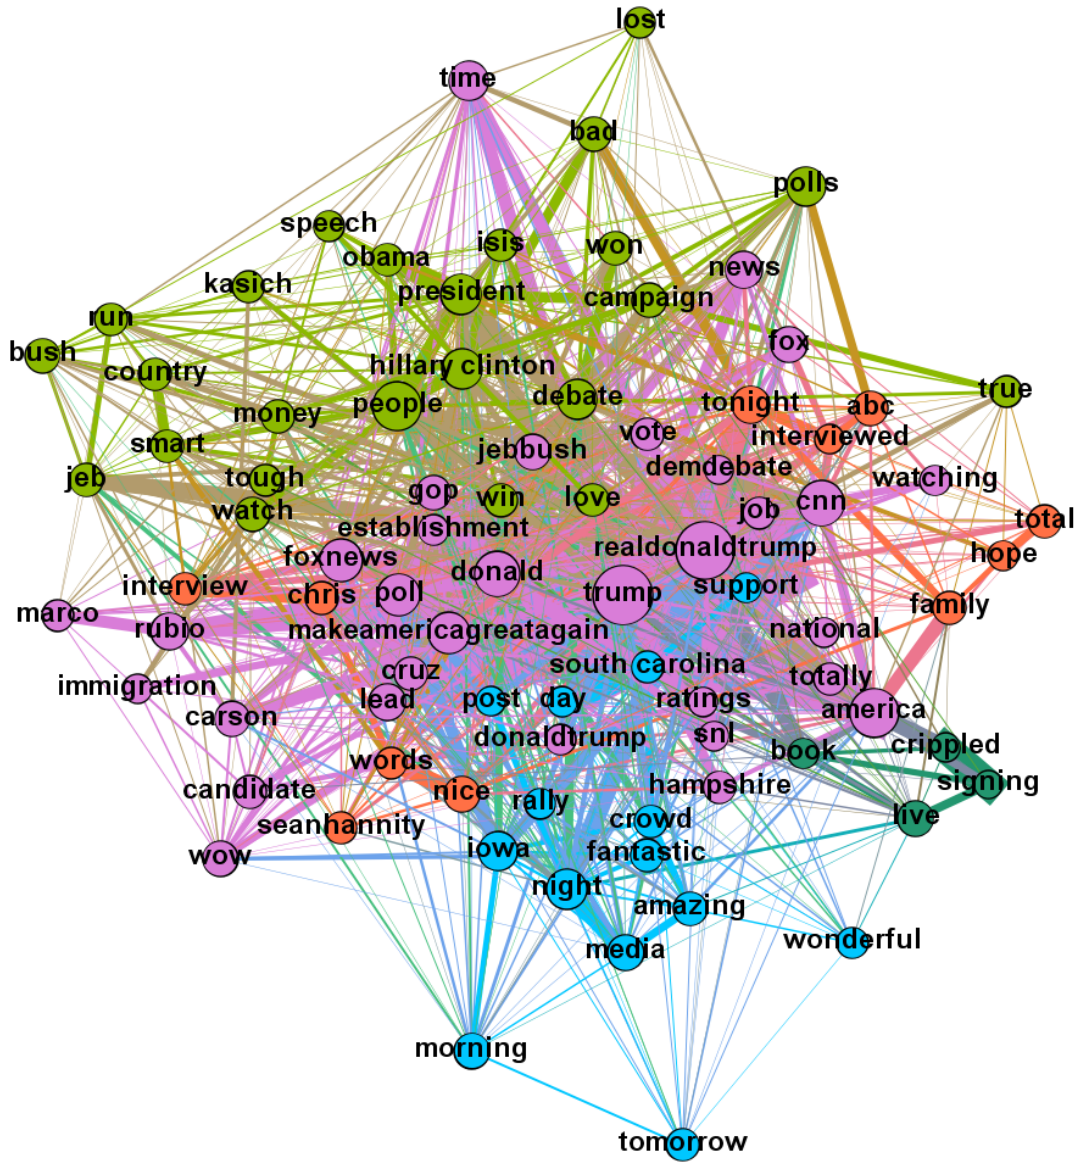 lost
time
bad
polls
speech
obama
isis
won
news
kasich
president
campaign
run
fox
bush
country
hillary clinton
true
money
people
debate
tonight
abc
smart
jebbush
vote
interviewed
jeb
tough
gop
win
love
demdebate
watching
watch
establishment
job
cnn
total
foxnews
donald
realdonaldtrump
hope
interview
chris
poll
trump
support
family
marco
rubio
makeamericagreatagain
national
immigration
cruz
south carolina
totally
carson
lead
post
day
ratings
america
donaldtrump
snl
book
crippled
words
signing
candidate
nice
rally
hampshire
seanhannity
crowd
live
wow
iowa
fantastic
night
amazing
media
wonderful
morning
tomorrow